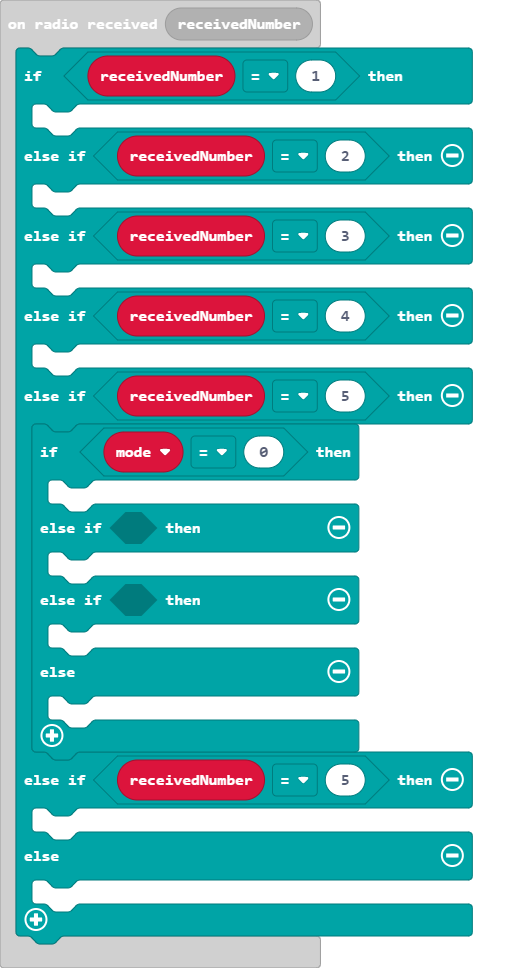 on radio received receivedNumber
if receivedNumber = 1 then
else if receivedNumber = 2 then
else if receivedNumber = 3 then
else if receivedNumber = 4 then
else if receivedNumber = 5 then
if mode = 0 then
else if then
else if then
else
else if receivedNumber = 5 then
else